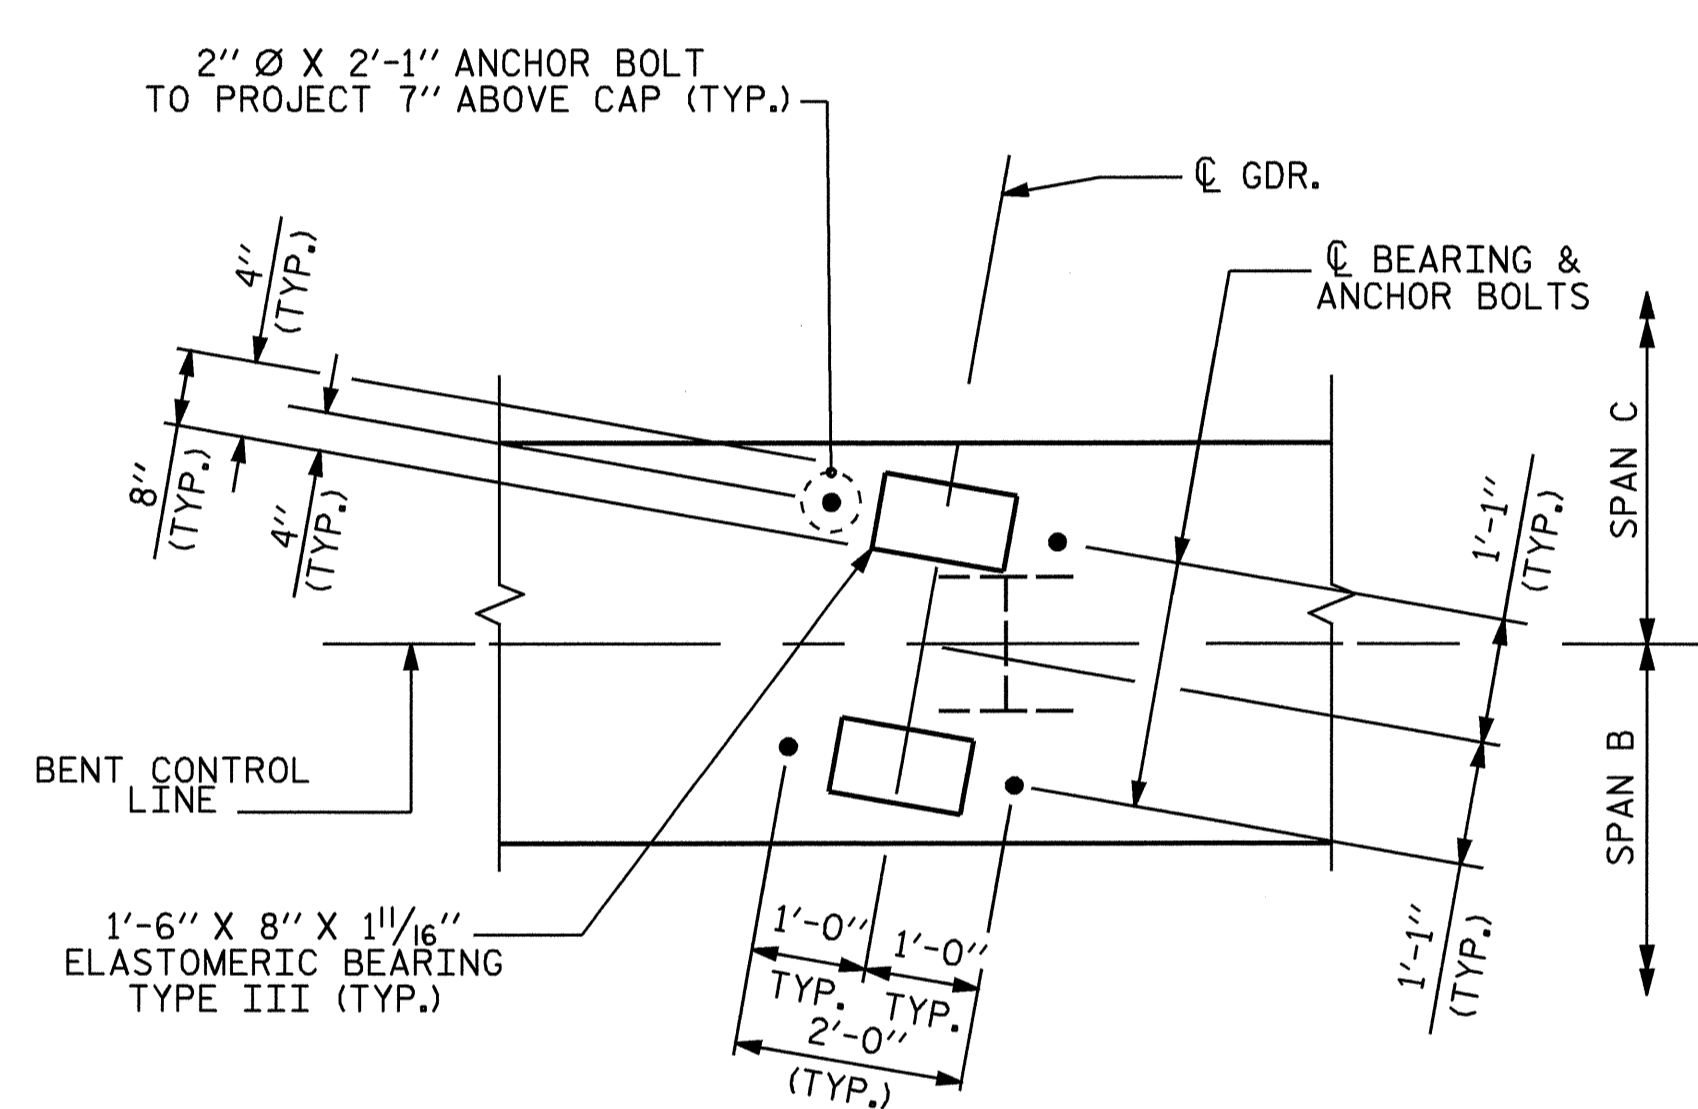 2" Ø X 2'-1" ANCHOR BOLT
TO PROJECT 7" ABOVE CAP (TYP.)
℄ GDR.
℄ BEARING &
ANCHOR BOLTS
4"
(TYP.)
8"
(TYP.)
4"
(TYP.)
SPAN C
1'-1"
(TYP.)
BENT CONTROL
LINE
SPAN B
1'-6" X 8" X 1 11/16"
ELASTOMERIC BEARING
TYPE III (TYP.)
1'-0"
TYP.
1'-0"
TYP.
2'-0"
(TYP.)
1'-1"
(TYP.)